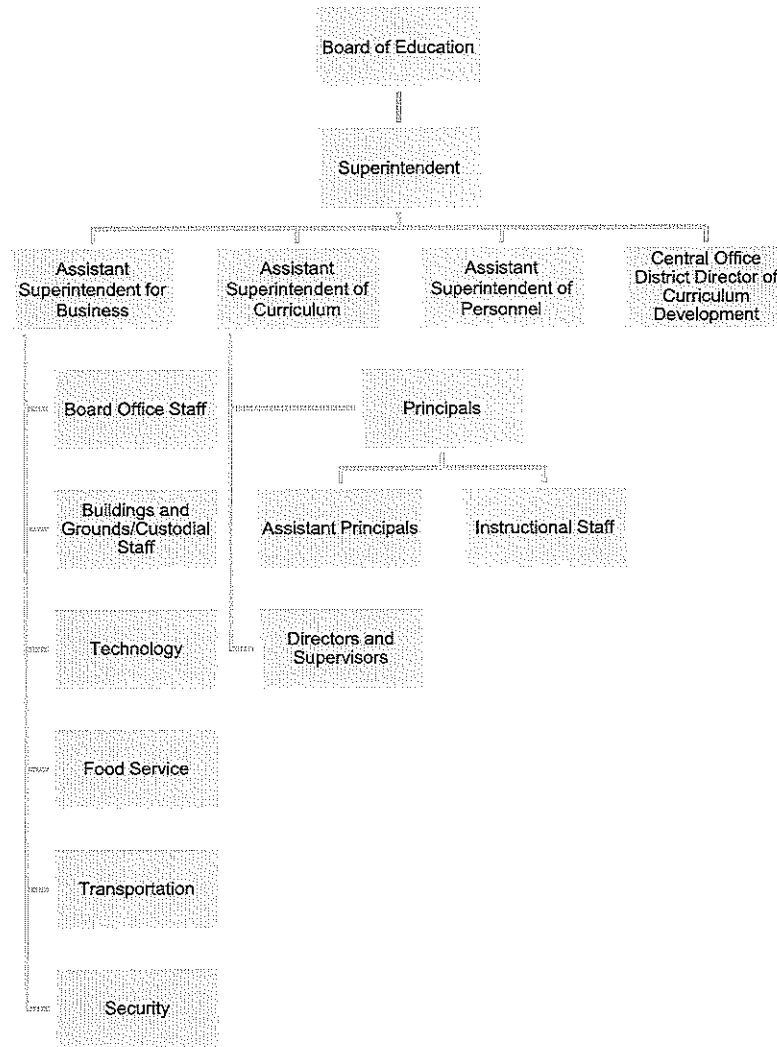 Board of Education
Superintendent
Assistant
Superintendent for
Business
Assistant
Superintendent of
Curriculum
Assistant
Superintendent of
Personnel
Central Office
District Director of
Curriculum
Development
Board Office Staff
Principals
Buildings and
Grounds/Custodial
Staff
Assistant Principals
Instructional Staff
Technology
Directors and
Supervisors
Food Service
Transportation
Security